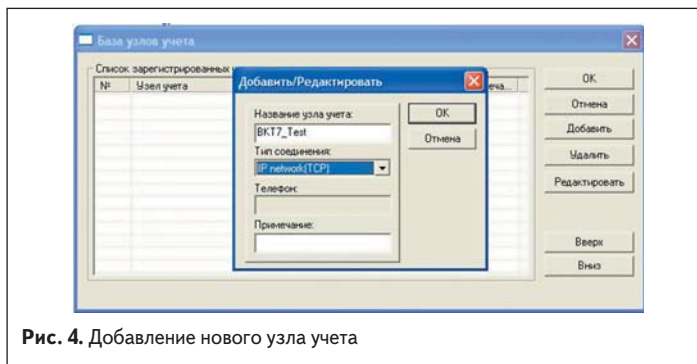 База узлов учета
Список зарегистрированных
№ Узел учета
OK
Отмена
Добавить
Удалить
Редактировать
Вверх
Вниз
Добавить/Редактировать
Название узла учета:
BKT7_Test
Тип соединения:
IP network(TCP)
Телефон:
Примечание:
OK
Отмена
Рис. 4. Добавление нового узла учета